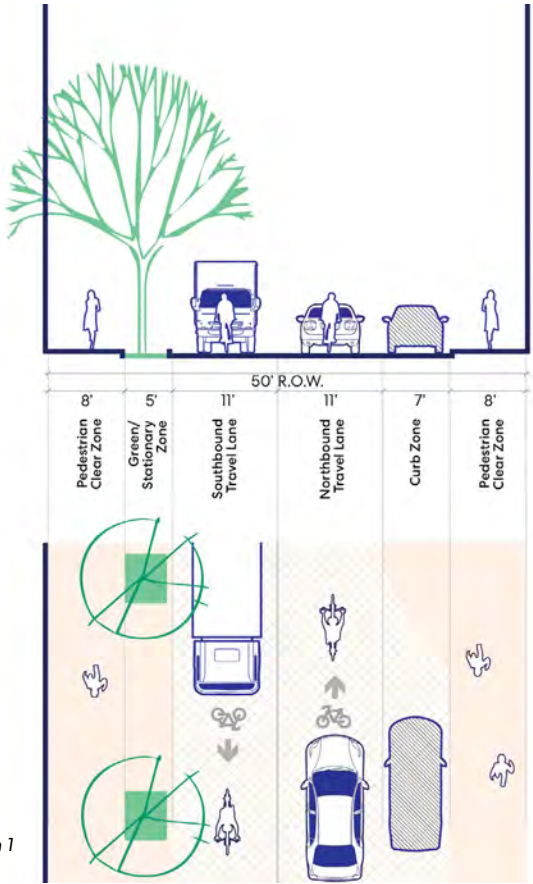 50' R.O.W.
8'
5'
11'
11'
7'
8'
Pedestrian
Clear Zone
Green/
Stationary
Zone
Southbound
Travel Lane
Northbound
Travel Lane
Curb Zone
Pedestrian
Clear Zone
1